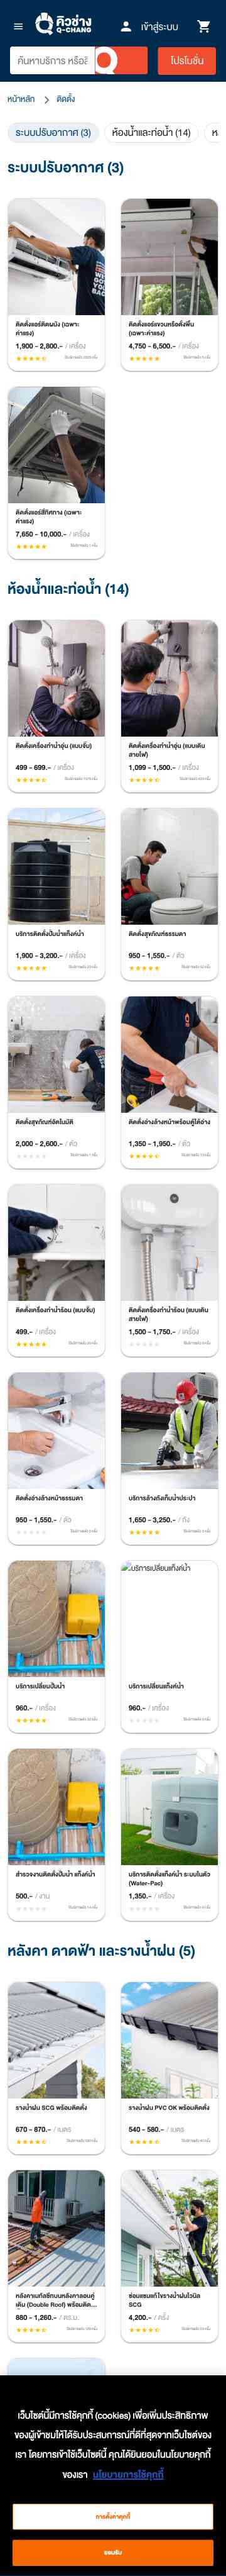 คิวช่าง
Q-CHANG
เข้าสู่ระบบ
ค้นหาบริการ หรือสิ
โปรโมชั่น
หน้าหลัก > ติดตั้ง
ระบบปรับอากาศ (3)
ห้องน้ำและท่อน้ำ (14)
ระบบปรับอากาศ (3)
ติดตั้งแอร์ติดผนัง (เฉพาะ
ค่าแรง)
1,900 - 2,800.- / เครื่อง
ติดตั้งแอร์แขวนหรือตั้งพื้น
(เฉพาะค่าแรง)
4,750 - 6,500.- / เครื่อง
ติดตั้งแอร์สี่ทิศทาง (เฉพาะ
ค่าแรง)
7,650 - 10,000.- / เครื่อง
ห้องน้ำและท่อน้ำ (14)
ติดตั้งเครื่องทำน้ำอุ่น (แบบจั้ม)
499 - 699.- / เครื่อง
ติดตั้งเครื่องทำน้ำอุ่น (แบบเดิน
สายไฟ)
1,099 - 1,500.- / เครื่อง
บริการติดตั้งปั๊มน้ำแท็งค์น้ำ
1,900 - 3,200.- / เครื่อง
ติดตั้งสุขภัณฑ์ธรรมดา
950 - 1,550.- / ตัว
ติดตั้งสุขภัณฑ์อัตโนมัติ
2,000 - 2,600.- / ตัว
ติดตั้งอ่างล้างหน้าพร้อมตู้ใต้อ่าง
1,350 - 1,950.- / ตัว
ติดตั้งเครื่องทำน้ำร้อน (แบบจั้ม)
499.- / เครื่อง
ติดตั้งเครื่องทำน้ำร้อน (แบบเดิน
สายไฟ)
1,500 - 1,750.- / เครื่อง
ติดตั้งอ่างล้างหน้าธรรมดา
950 - 1,550.- / ตัว
บริการล้างถังเก็บน้ำประปา
1,650 - 3,250.- / ถัง
บริการเปลี่ยนปั๊มน้ำ
960.- / เครื่อง
บริการเปลี่ยนแท็งค์น้ำ
บริการเปลี่ยนแท็งค์น้ำ
960.- / เครื่อง
สำรวจงานติดตั้งปั๊มน้ำ แท็งค์น้ำ
500.- / งาน
บริการติดตั้งแท็งค์น้ำ ระบบในตัว
(Water-Pac)
1,350.- / เครื่อง
หลังคา ดาดฟ้า และรางน้ำฝน (5)
รางน้ำฝน SCG พร้อมติดตั้ง
670 - 870.- / เมตร
รางน้ำฝน PVC OK พร้อมติดตั้ง
540 - 580.- / เมตร
หลังคาเมทัลชีทบนหลังคาลอนคู่
เดิม (Double Roof) พร้อมติด...
880 - 1,260.- / ตร.ม.
ซ่อมแซมแก้ไขรางน้ำฝนไวนิล
SCG
4,200.- / ครั้ง
เว็บไซต์นี้มีการใช้คุกกี้ (cookies) เพื่อเพิ่มประสิทธิภาพ
ของผู้เข้าชมให้ได้รับประสบการณ์ที่ดีที่สุดจากเว็บไซต์ของ
เรา โดยการเข้าใช้เว็บไซต์นี้ คุณได้ยินยอมในนโยบายคุกกี้
ของเรา นโยบายการใช้คุกกี้
การตั้งค่าคุกกี้
ยอมรับ